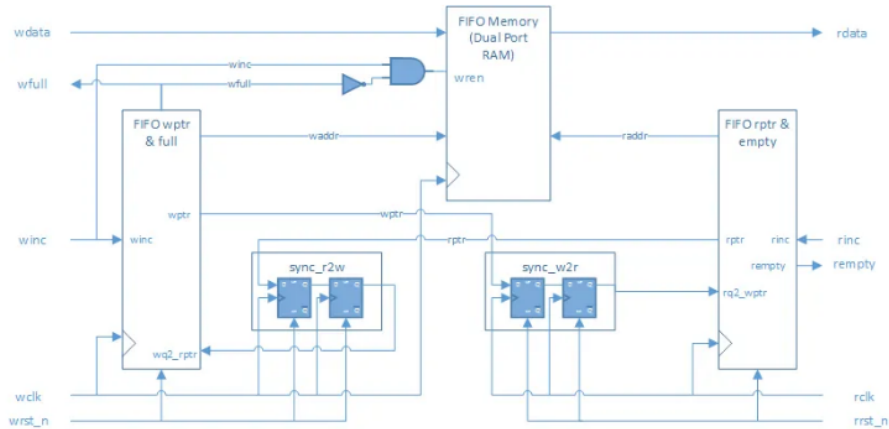 wdata
FIFO Memory
(Dual Port
RAM)
rdata
winc
wfull
wfull
wren
FIFO wptr
& full
waddr
raddr
FIFO rptr &
empty
wptr
wptr
winc
winc
rptr
rptr
rinc
rinc
rempty
rempty
sync_r2w
sync_w2r
rq2_wptr
wq2_rptr
wclk
rclk
wrst_n
rrst_n